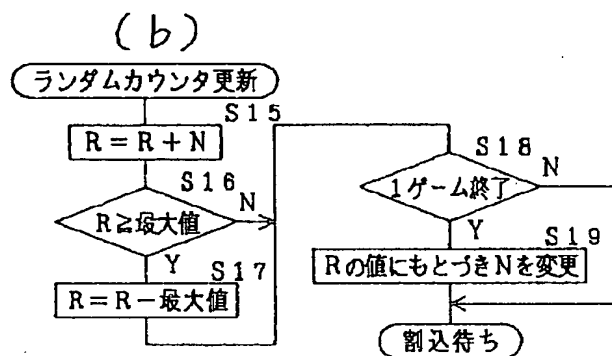 (b)
ランダムカウンタ更新
S15
R=R+N
S16
R≧最大値
N
Y
S17
R=R-最大値
S18
1ゲーム終了
N
Y
S19
Rの値にもとづきNを変更
割込待ち